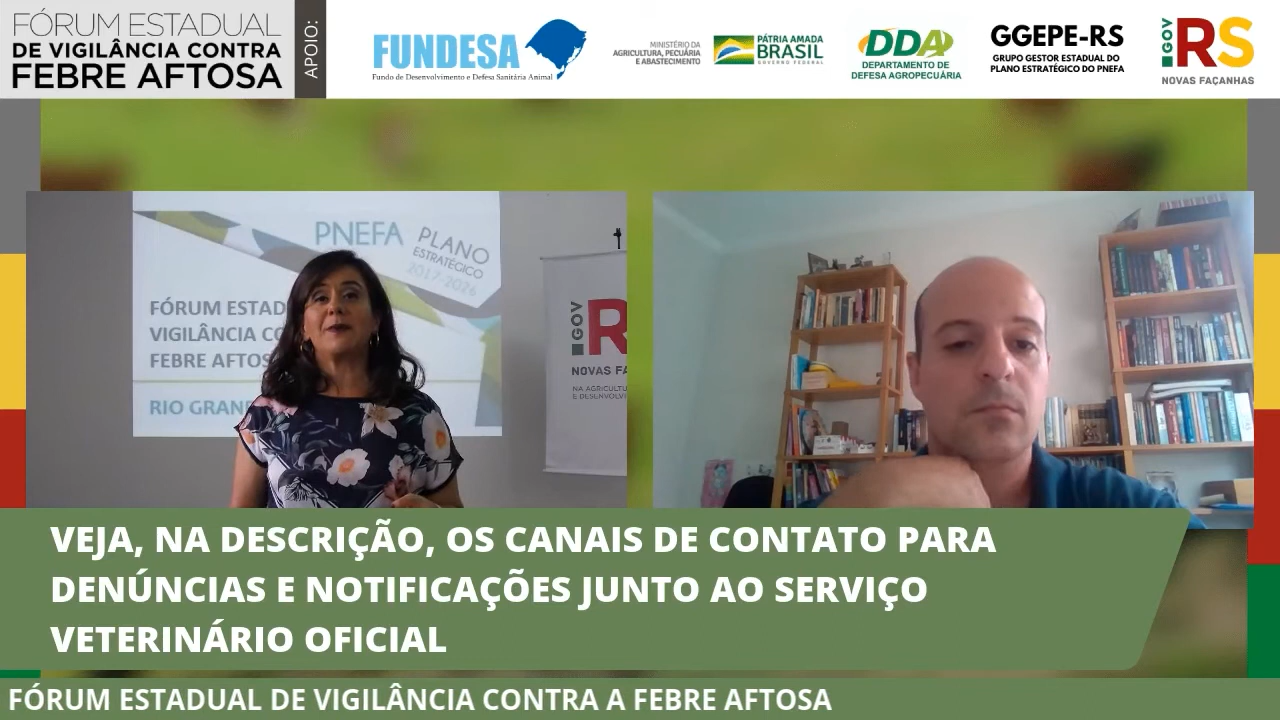 FÓRUM ESTADUAL
DE VIGILÂNCIA CONTRA
FEBRE AFTOSA
APOIO:
FUNDESA
Fundo de Desenvolvimento e Defesa Sanitária Animal
MINISTÉRIO DA
AGRICULTURA, PECUÁRIA
E ABASTECIMENTO
PÁTRIA AMADA
BRASIL
GOVERNO FEDERAL
DDA
DEPARTAMENTO DE
DEFESA AGROPECUÁRIA
GGEPE-RS
GRUPO GESTOR ESTADUAL DO
PLANO ESTRATÉGICO DO PNEFA
GOV
RS
NOVAS FAÇANHAS
PNEFA
PLANO
ESTRATÉGICO
2017-2026
FÓRUM ESTAD
VIGILÂNCIA CO
FEBRE AFTOS
RIO GRAN
GOV
R
NOVAS FA
NA AGRICULTU
E DESENVOLVI
VEJA, NA DESCRIÇÃO, OS CANAIS DE CONTATO PARA
DENÚNCIAS E NOTIFICAÇÕES JUNTO AO SERVIÇO
VETERINÁRIO OFICIAL
FÓRUM ESTADUAL DE VIGILÂNCIA CONTRA A FEBRE AFTOSA